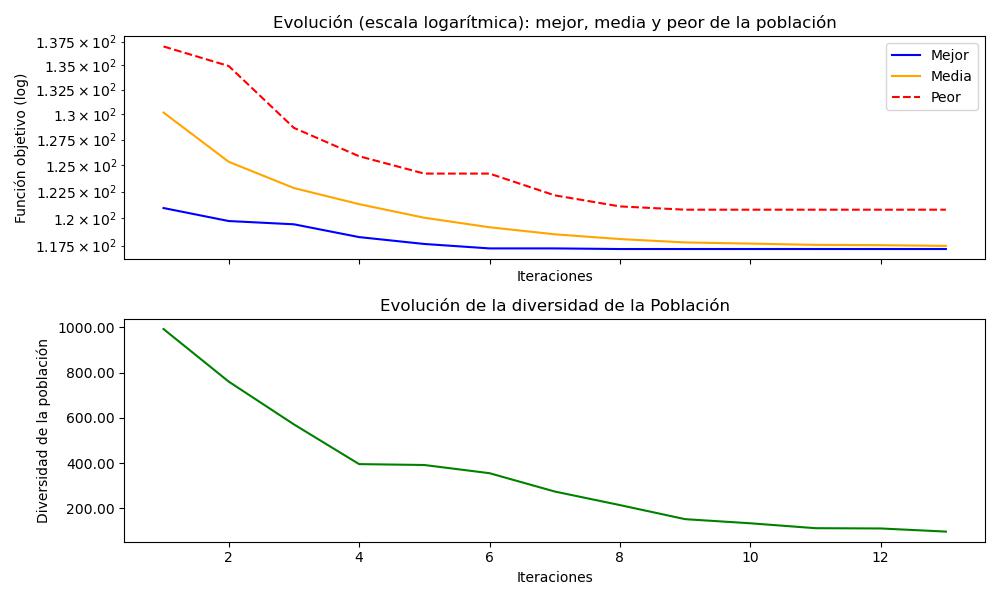 Evolución (escala logarítmica): mejor, media y peor de la población
Función objetivo (log)
1.375 × 10²
1.35 × 10²
1.325 × 10²
1.3 × 10²
1.275 × 10²
1.25 × 10²
1.225 × 10²
1.2 × 10²
1.175 × 10²
Mejor
Media
Peor
Iteraciones
Evolución de la diversidad de la Población
Diversidad de la población
1000.00
800.00
600.00
400.00
200.00
2 4 6 8 10 12
Iteraciones